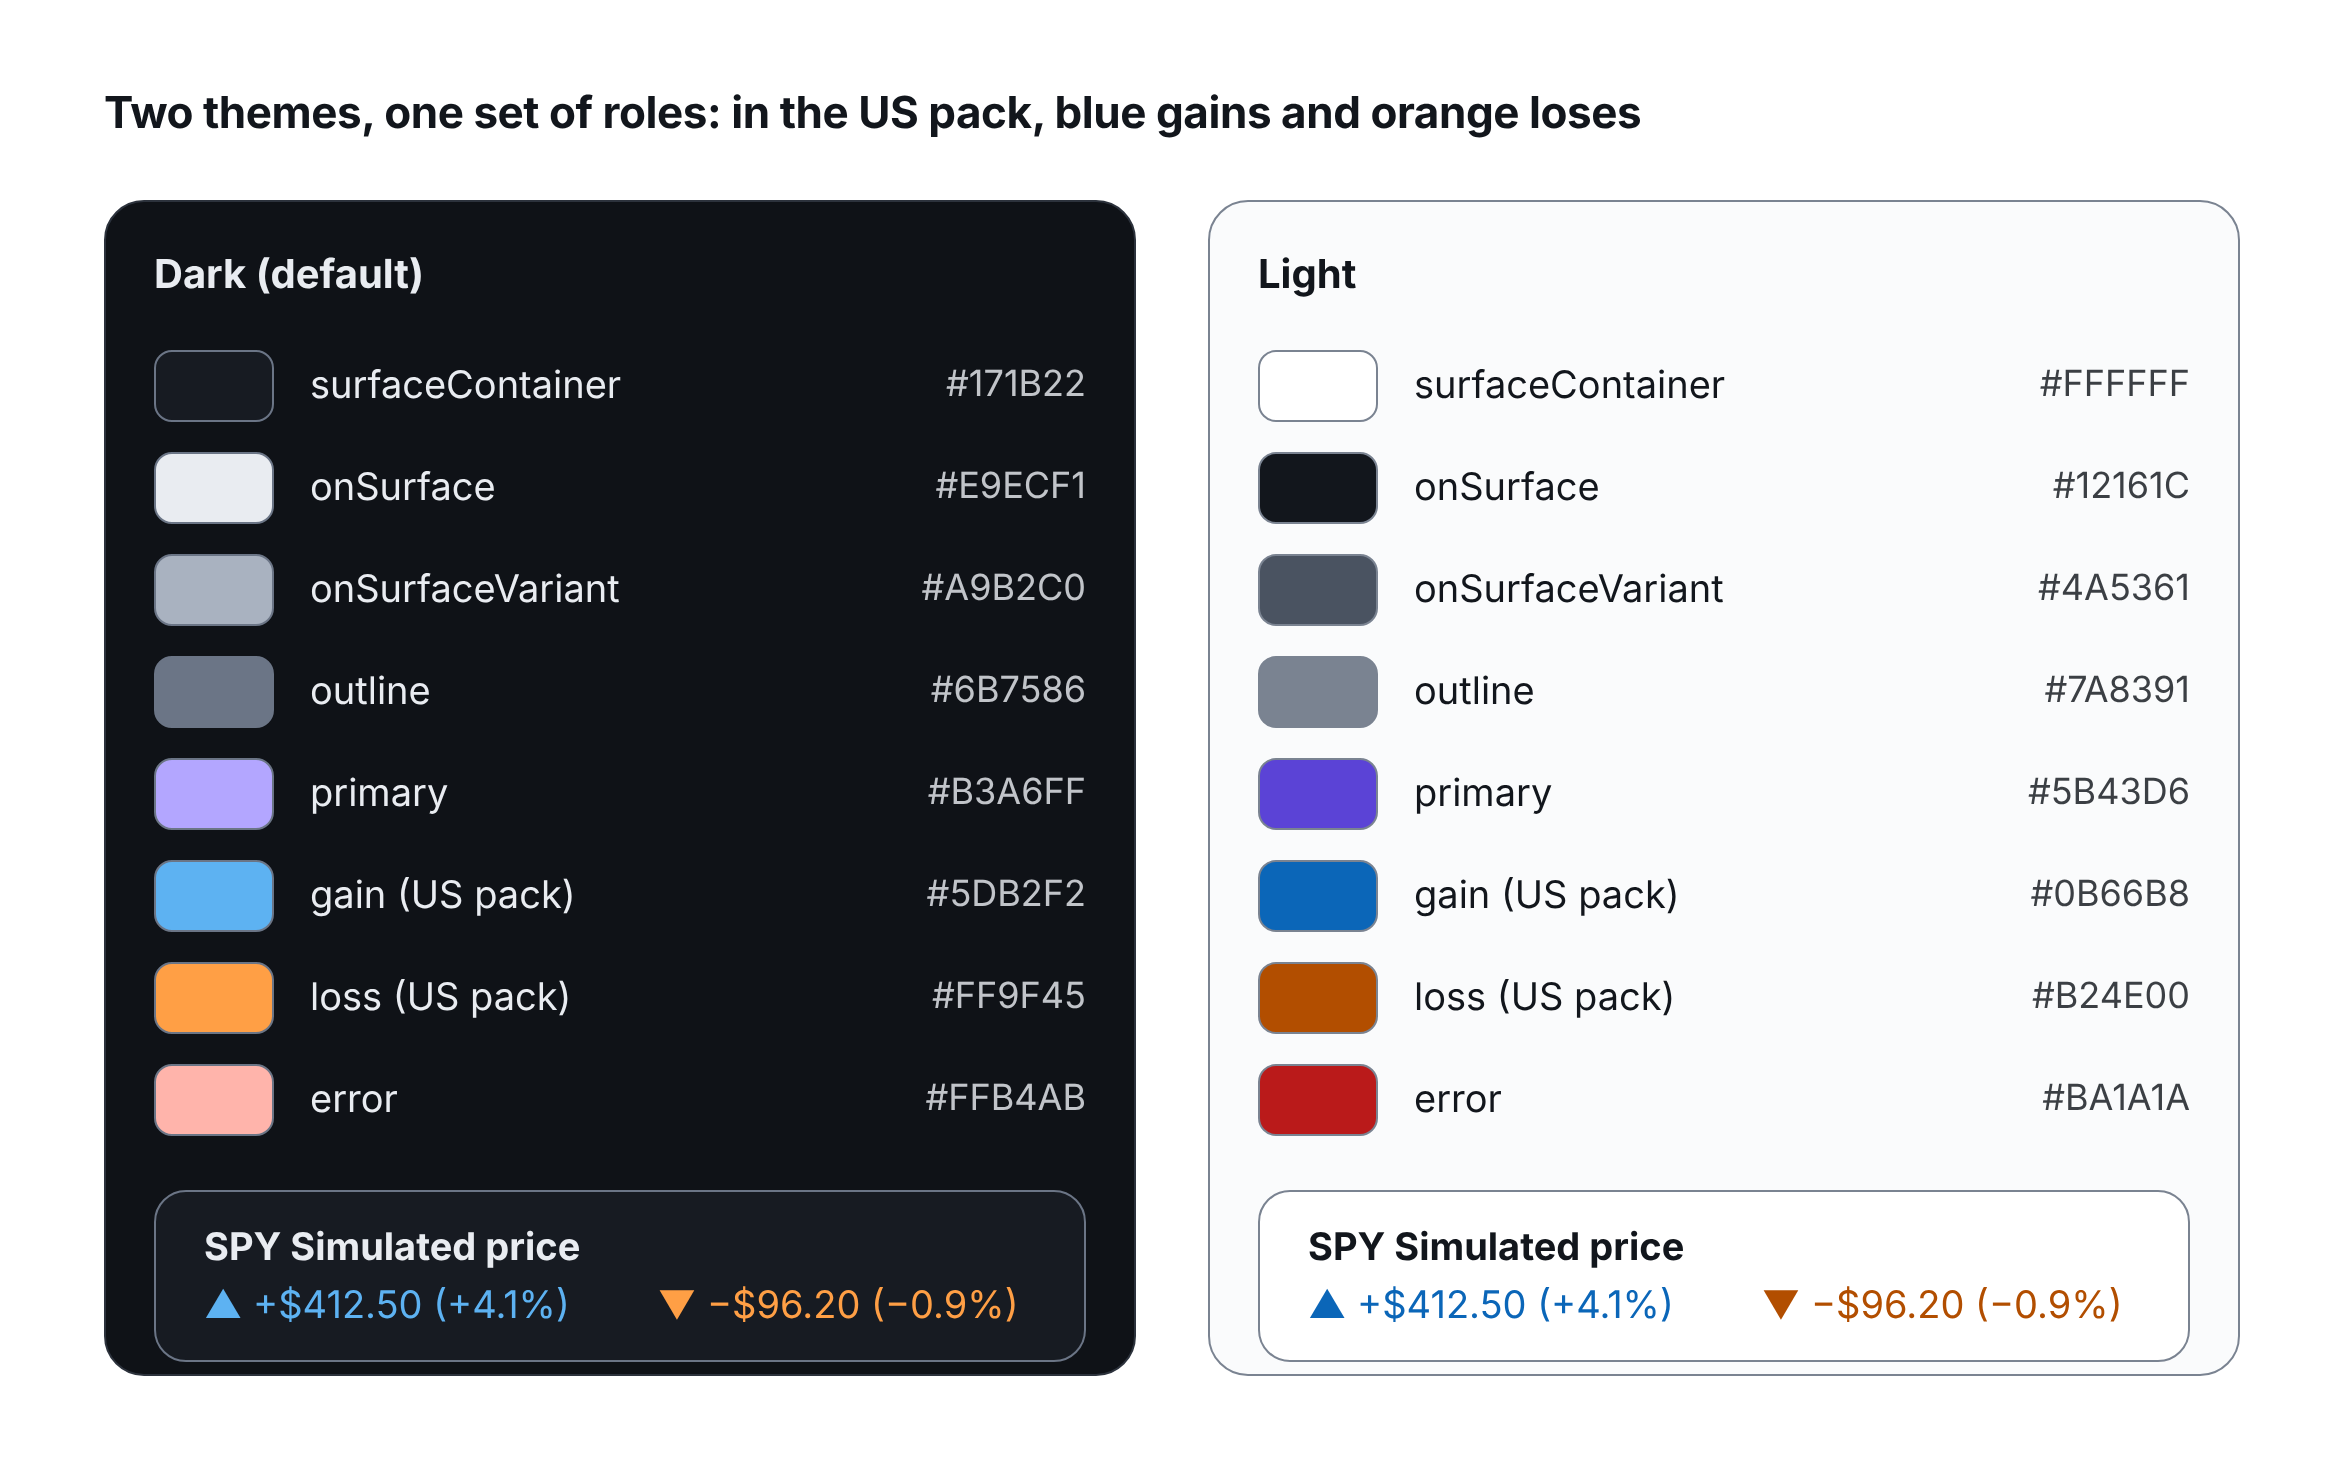 Two themes, one set of roles: in the US pack, blue gains and orange loses
Dark (default)
surfaceContainer #171B22
onSurface #E9ECF1
onSurfaceVariant #A9B2C0
outline #6B7586
primary #B3A6FF
gain (US pack) #5DB2F2
loss (US pack) #FF9F45
error #FFB4AB
SPY Simulated price
▲ +$412.50 (+4.1%) ▼ −$96.20 (−0.9%)
Light
surfaceContainer #FFFFFF
onSurface #12161C
onSurfaceVariant #4A5361
outline #7A8391
primary #5B43D6
gain (US pack) #0B66B8
loss (US pack) #B24E00
error #BA1A1A
SPY Simulated price
▲ +$412.50 (+4.1%) ▼ −$96.20 (−0.9%)